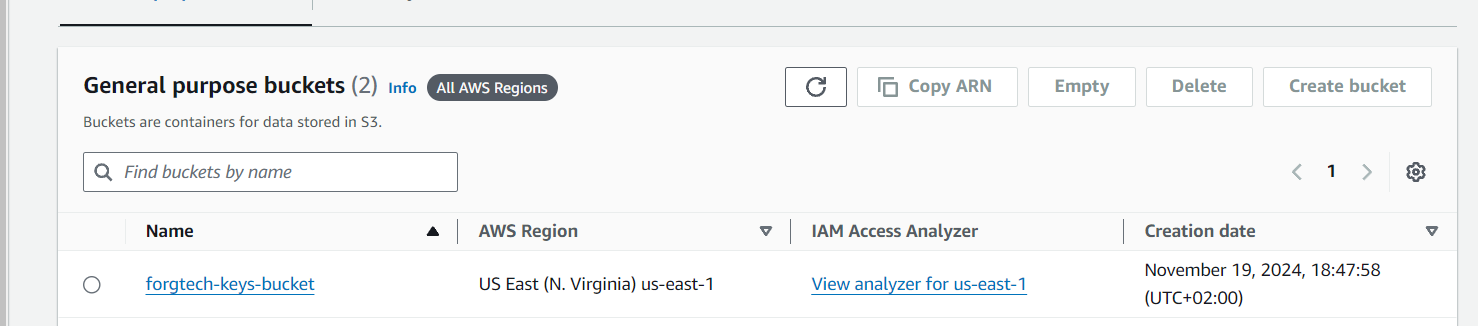 General purpose buckets (2) Info All AWS Regions
Copy ARN Empty Delete Create bucket
Buckets are containers for data stored in S3.
Find buckets by name
1
Name AWS Region IAM Access Analyzer Creation date
forgtech-keys-bucket US East (N. Virginia) us-east-1 View analyzer for us-east-1 November 19, 2024, 18:47:58
(UTC+02:00)